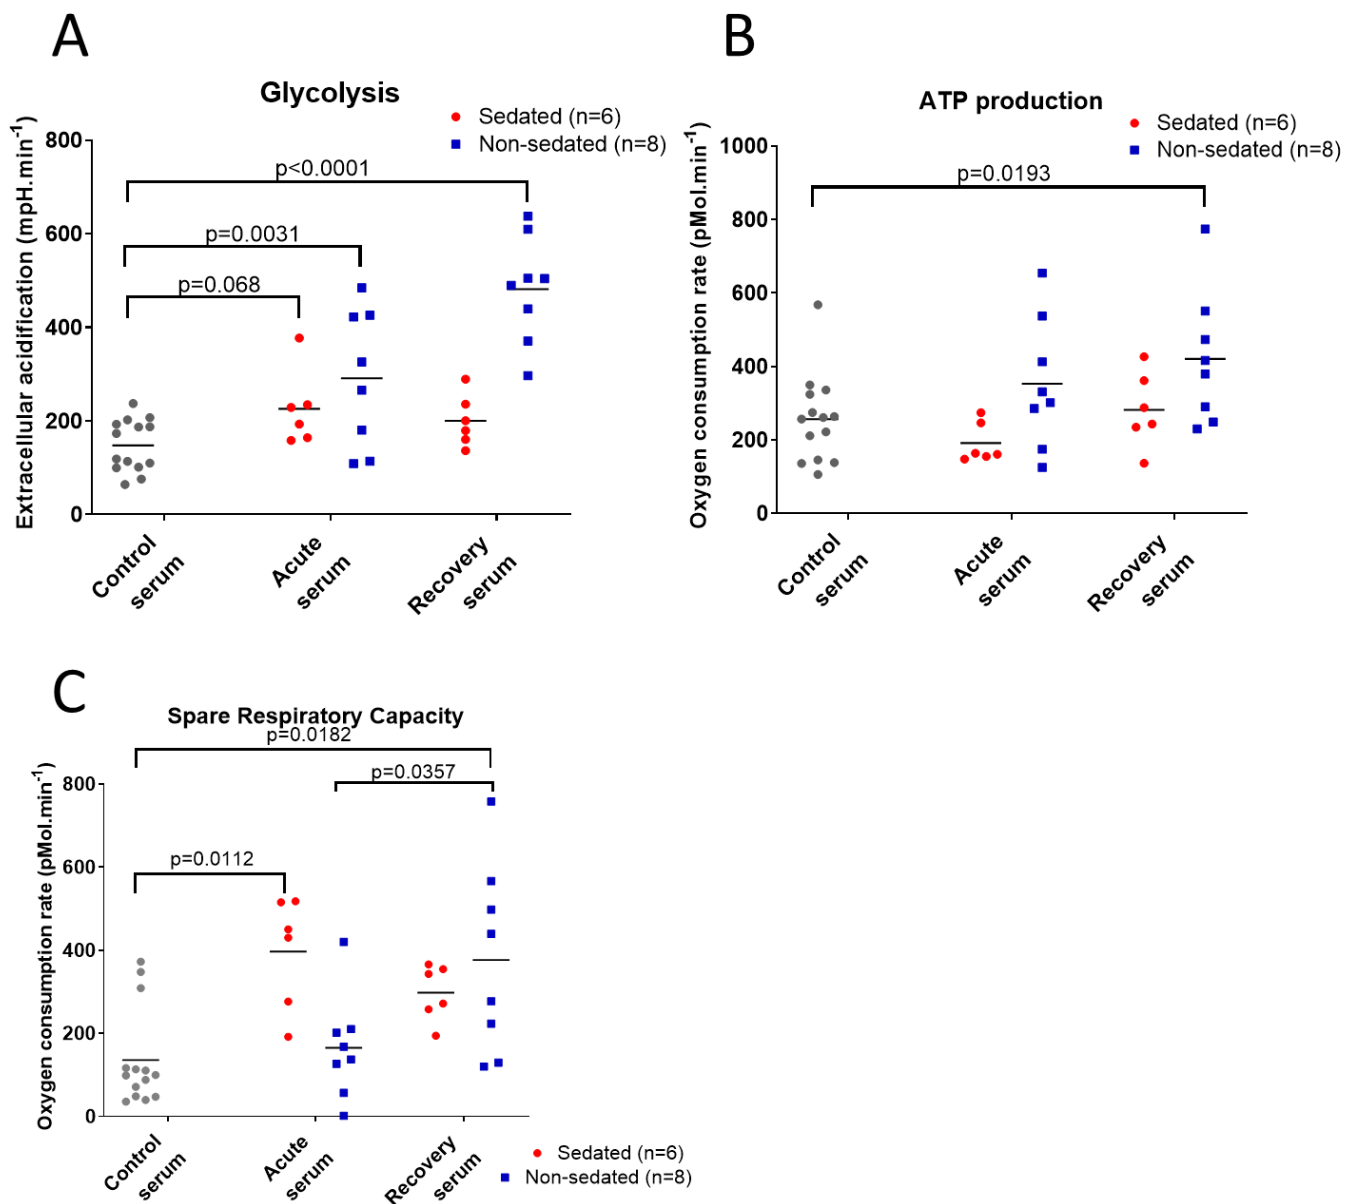 A
Glycolysis
Sedated (n=6)
Non-sedated (n=8)
Extracellular acidification (mpH.min⁻¹)
800
600
400
200
0
p<0.0001
p=0.0031
p=0.068
Control
serum
Acute
serum
Recovery
serum
B
ATP production
Sedated (n=6)
Non-sedated (n=8)
Oxygen consumption rate (pMol.min⁻¹)
1000
800
600
400
200
0
p=0.0193
Control
serum
Acute
serum
Recovery
serum
C
Spare Respiratory Capacity
p=0.0182
p=0.0357
p=0.0112
Oxygen consumption rate (pMol.min⁻¹)
800
600
400
200
0
Control
serum
Acute
serum
Recovery
serum
Sedated (n=6)
Non-sedated (n=8)